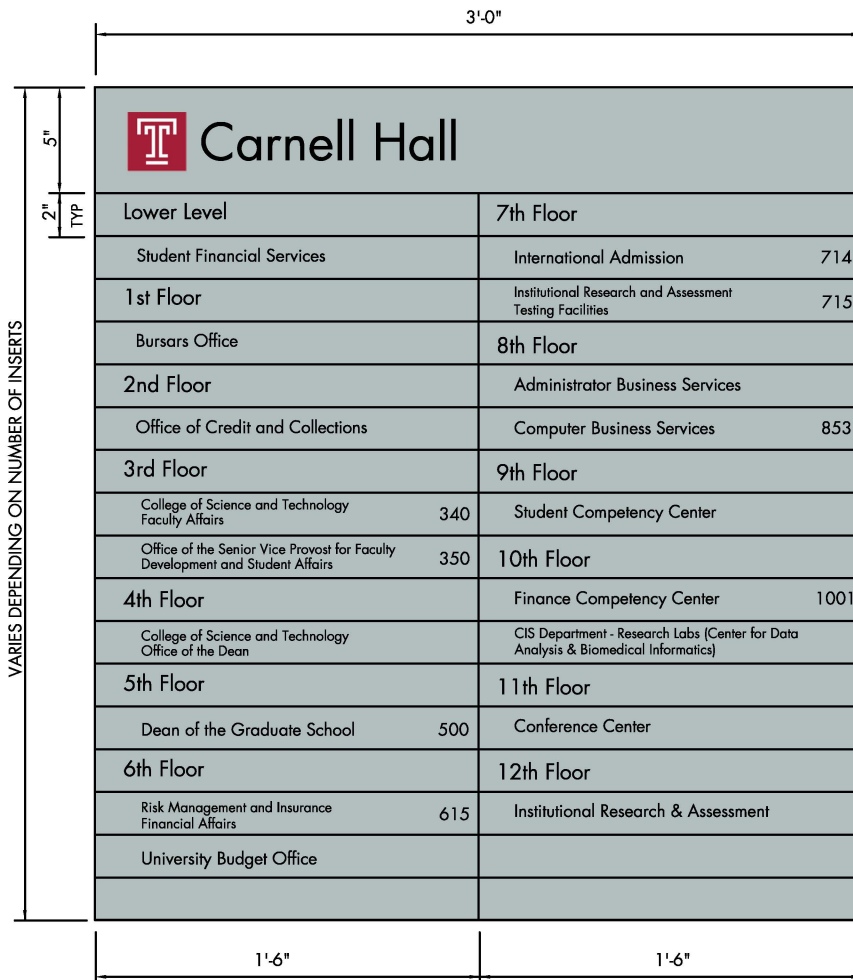 3'-0"
5"
2"
TYP
VARIES DEPENDING ON NUMBER OF INSERTS
T Carnell Hall
Lower Level
Student Financial Services
1st Floor
Bursars Office
2nd Floor
Office of Credit and Collections
3rd Floor
College of Science and Technology
Faculty Affairs 340
Office of the Senior Vice Provost for Faculty
Development and Student Affairs 350
4th Floor
College of Science and Technology
Office of the Dean
5th Floor
Dean of the Graduate School 500
6th Floor
Risk Management and Insurance
Financial Affairs 615
University Budget Office
7th Floor
International Admission 714
Institutional Research and Assessment
Testing Facilities 715
8th Floor
Administrator Business Services
Computer Business Services 853
9th Floor
Student Competency Center
10th Floor
Finance Competency Center 1001
CIS Department - Research Labs (Center for Data
Analysis & Biomedical Informatics)
11th Floor
Conference Center
12th Floor
Institutional Research & Assessment
1'-6"
1'-6"